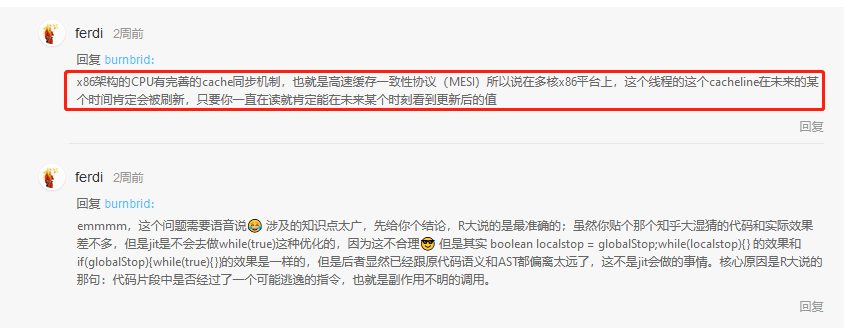 ferdi 2周前
回复 burnbrid:
x86架构的CPU有完善的cache同步机制，也就是高速缓存一致性协议（MESI）所以说在多核x86平台上，这个线程的这个cacheline在未来的某
个时间肯定会被刷新，只要你一直在读就肯定能在未来某个时刻看到更新后的值
回复
ferdi 2周前
回复 burnbrid:
emmmm，这个问题需要语音说😂 涉及的知识点太广，先给你个结论，R大说的是最准确的；虽然你贴个那个知乎大湿猜的代码和实际效果
差不多，但是jit是不会去做while(true)这种优化的，因为这不合理😎 但是其实 boolean localstop = globalStop;while(localstop){} 的效果和
if(globalStop){while(true){}}的效果是一样的，但是后者显然已经跟原代码语义和AST都偏离太远了，这不是jit会做的事情。核心原因是R大说的
那句：代码片段中是否经过了一个可能逃逸的指令，也就是副作用不明的调用。
回复